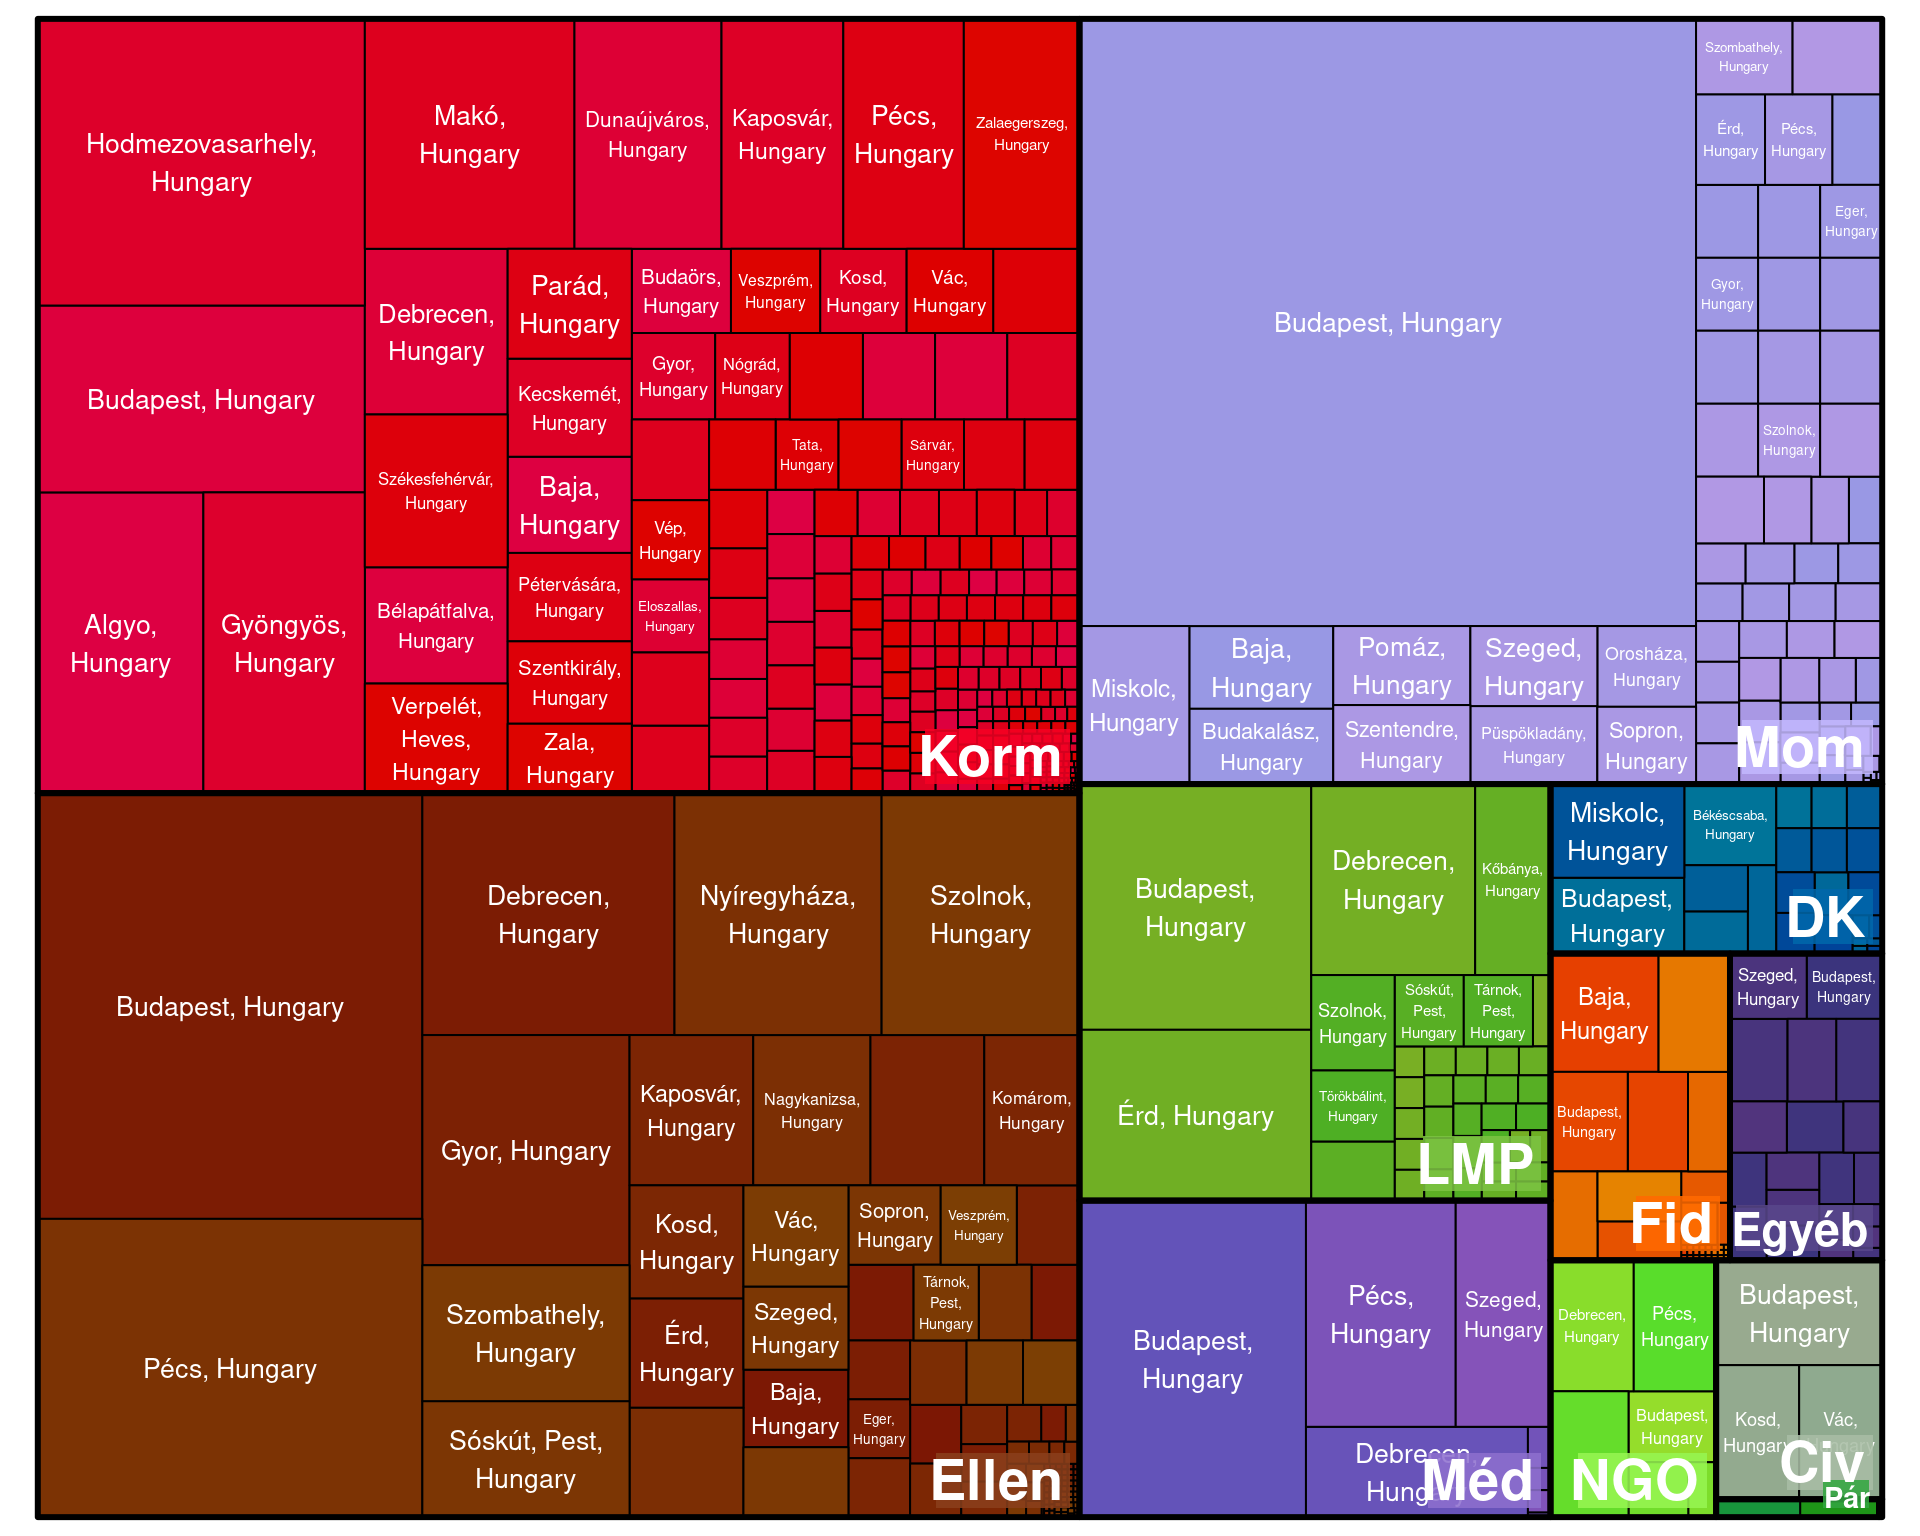 Hodmezovasarhely,
Hungary
Budapest, Hungary
Algyo,
Hungary
Gyöngyös,
Hungary
Makó,
Hungary
Dunaújváros,
Hungary
Kaposvár,
Hungary
Pécs,
Hungary
Zalaegerszeg,
Hungary
Debrecen,
Hungary
Székesfehérvár,
Hungary
Bélapátfalva,
Hungary
Verpelét,
Heves,
Hungary
Parád,
Hungary
Kecskemét,
Hungary
Baja,
Hungary
Pétervására,
Hungary
Szentkirály,
Hungary
Zala,
Hungary
Budaörs,
Hungary
Veszprém,
Hungary
Kosd,
Hungary
Vác,
Hungary
Gyor,
Hungary
Nógrád,
Hungary
Tata,
Hungary
Sárvár,
Hungary
Vép,
Hungary
Eloszallas,
Hungary
Korm
Budapest, Hungary
Miskolc,
Hungary
Baja,
Hungary
Budakalász,
Hungary
Pomáz,
Hungary
Szentendre,
Hungary
Szeged,
Hungary
Püspökladány,
Hungary
Orosháza,
Hungary
Sopron,
Hungary
Szombathely,
Hungary
Érd,
Hungary
Pécs,
Hungary
Eger,
Hungary
Gyor,
Hungary
Szolnok,
Hungary
Mom
Budapest, Hungary
Pécs, Hungary
Debrecen,
Hungary
Nyíregyháza,
Hungary
Szolnok,
Hungary
Gyor, Hungary
Szombathely,
Hungary
Sóskút, Pest,
Hungary
Kaposvár,
Hungary
Nagykanizsa,
Hungary
Komárom,
Hungary
Kosd,
Hungary
Érd,
Hungary
Vác,
Hungary
Szeged,
Hungary
Baja,
Hungary
Sopron,
Hungary
Veszprém,
Hungary
Tárnok,
Pest,
Hungary
Eger,
Hungary
Ellen
Budapest,
Hungary
Érd, Hungary
Debrecen,
Hungary
Kőbánya,
Hungary
Szolnok,
Hungary
Törökbálint,
Hungary
Sóskút,
Pest,
Hungary
Tárnok,
Pest,
Hungary
LMP
Budapest,
Hungary
Pécs,
Hungary
Szeged,
Hungary
Debrecen,
Hungary
Méd
Miskolc,
Hungary
Budapest,
Hungary
Békéscsaba,
Hungary
DK
Baja,
Hungary
Budapest,
Hungary
Fid
Szeged,
Hungary
Budapest,
Hungary
Egyéb
Debrecen,
Hungary
Pécs,
Hungary
Budapest,
Hungary
NGO
Budapest,
Hungary
Kosd,
Hungary
Vác,
Hungary
Civ
Pár